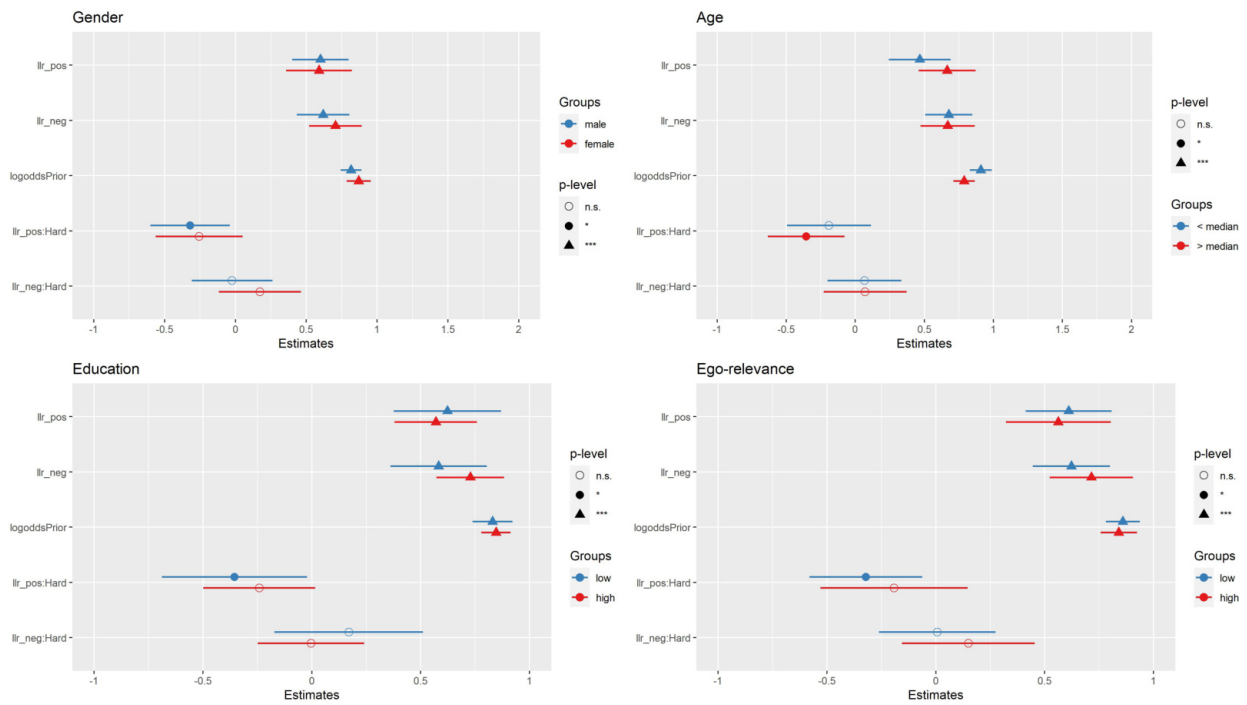 Gender
llr_pos
llr_neg
logoddsPrior
llr_pos:Hard
llr_neg:Hard
-1
-0.5
0
0.5
1
1.5
2
Estimates
Groups
male
female
p-level
n.s.
*
***
Age
llr_pos
llr_neg
logoddsPrior
llr_pos:Hard
llr_neg:Hard
-1
-0.5
0
0.5
1
1.5
2
Estimates
p-level
n.s.
*
***
Groups
< median
> median
Education
llr_pos
llr_neg
logoddsPrior
llr_pos:Hard
llr_neg:Hard
-1
-0.5
0
0.5
1
Estimates
p-level
n.s.
*
***
Groups
low
high
Ego-relevance
llr_pos
llr_neg
logoddsPrior
llr_pos:Hard
llr_neg:Hard
-1
-0.5
0
0.5
1
Estimates
p-level
n.s.
*
***
Groups
low
high